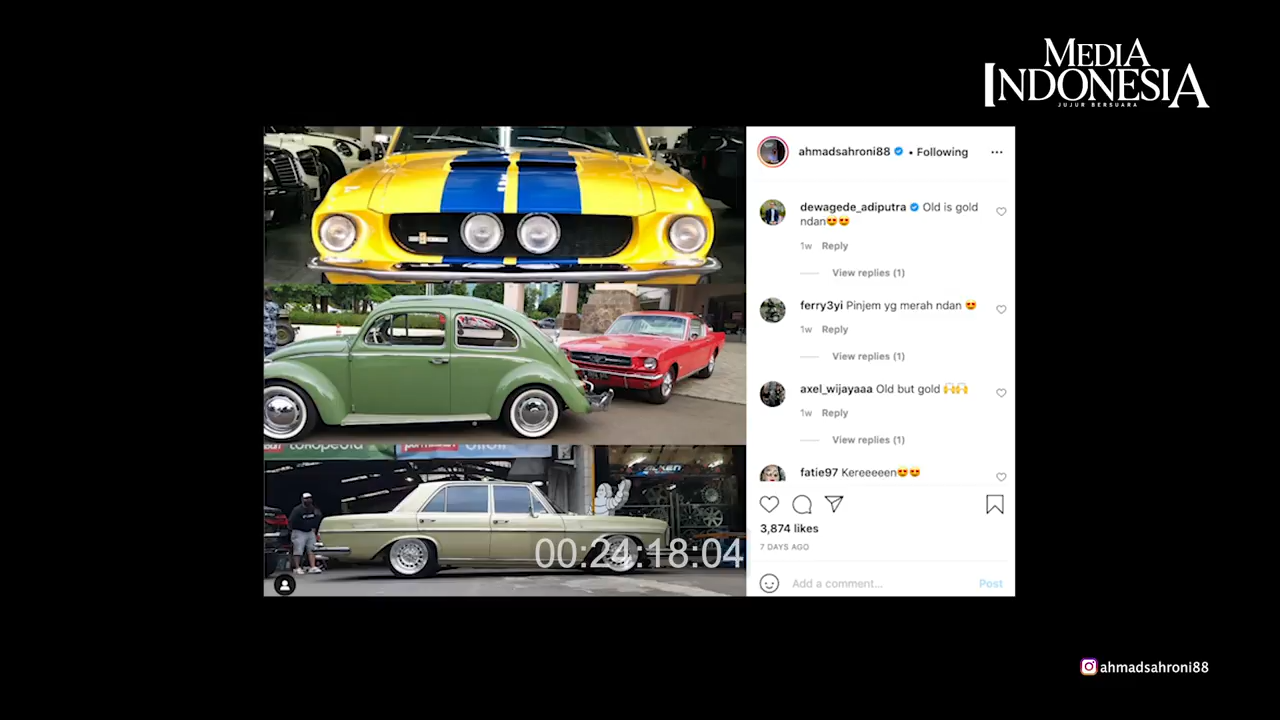 MEDIA
INDONESIA
JUJUR BERSUARA
ahmadsahroni88 • Following
dewagede_adiputra Old is gold
ndan😍😍
1w Reply
View replies (1)
ferry3yi Pinjem yg merah ndan 😍
1w Reply
View replies (1)
axel_wijayaaa Old but gold 🙌🙌
1w Reply
View replies (1)
fatie97 Kereeeeen😍😍
3,874 likes
7 DAYS AGO
Add a comment...
Post
tokopedia
00:24:18:04
ahmadsahroni88